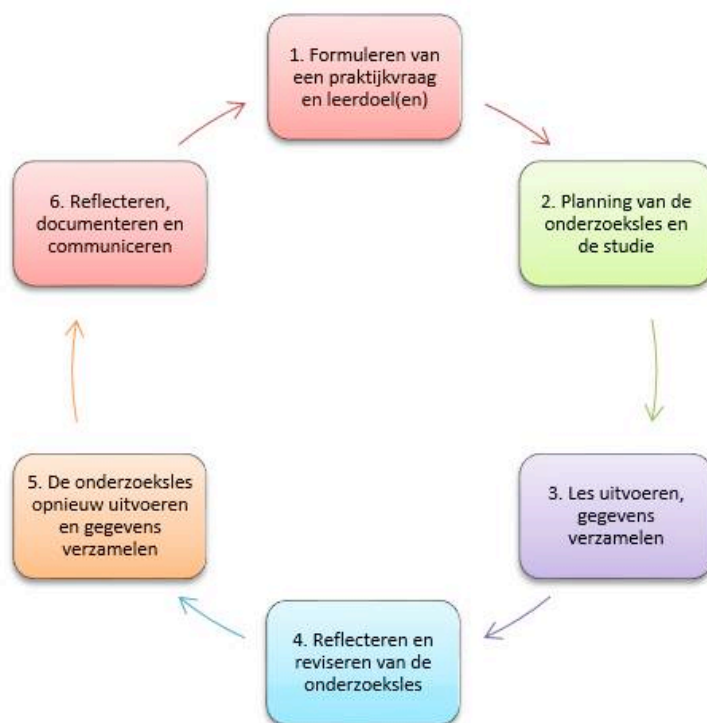 1. Formuleren van
een praktijkvraag
en leerdoel(en)
2. Planning van de
onderzoeksles en
de studie
3. Les uitvoeren,
gegevens
verzamelen
4. Reflecteren en
reviseren van de
onderzoeksles
5. De onderzoeksles
opnieuw uitvoeren
en gegevens
verzamelen
6. Reflecteren,
documenteren en
communiceren